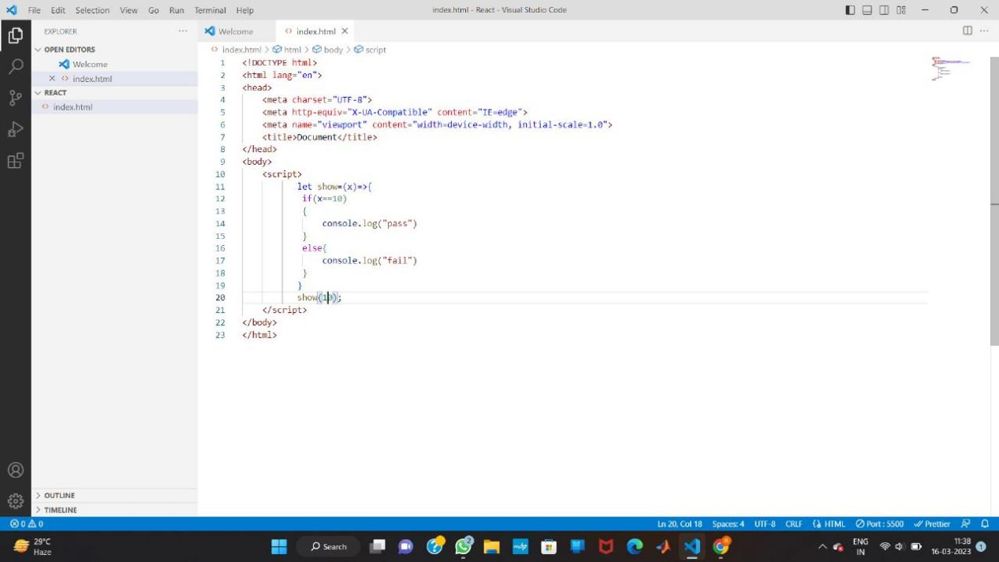 File Edit Selection View Go Run Terminal Help index.html - React - Visual Studio Code
EXPLORER
OPEN EDITORS
Welcome
index.html
REACT
index.html
OUTLINE
TIMELINE
Welcome index.html
index.html > html > body > script
1 <!DOCTYPE html>
2 <html lang="en">
3 <head>
4 <meta charset="UTF-8">
5 <meta http-equiv="X-UA-Compatible" content="IE=edge">
6 <meta name="viewport" content="width=device-width, initial-scale=1.0">
7 <title>Document</title>
8 </head>
9 <body>
10 <script>
11 let show=(x)=>{
12 if(x==10)
13 {
14 console.log("pass")
15 }
16 else{
17 console.log("fail")
18 }
19 }
20 show(10);
21 </script>
22 </body>
23 </html>
0 0 Ln 20, Col 18 Spaces: 4 UTF-8 CRLF HTML Port : 5500 Prettier
29°C
Haze
Search
2
ENG
IN
11:38
16-03-2023
1